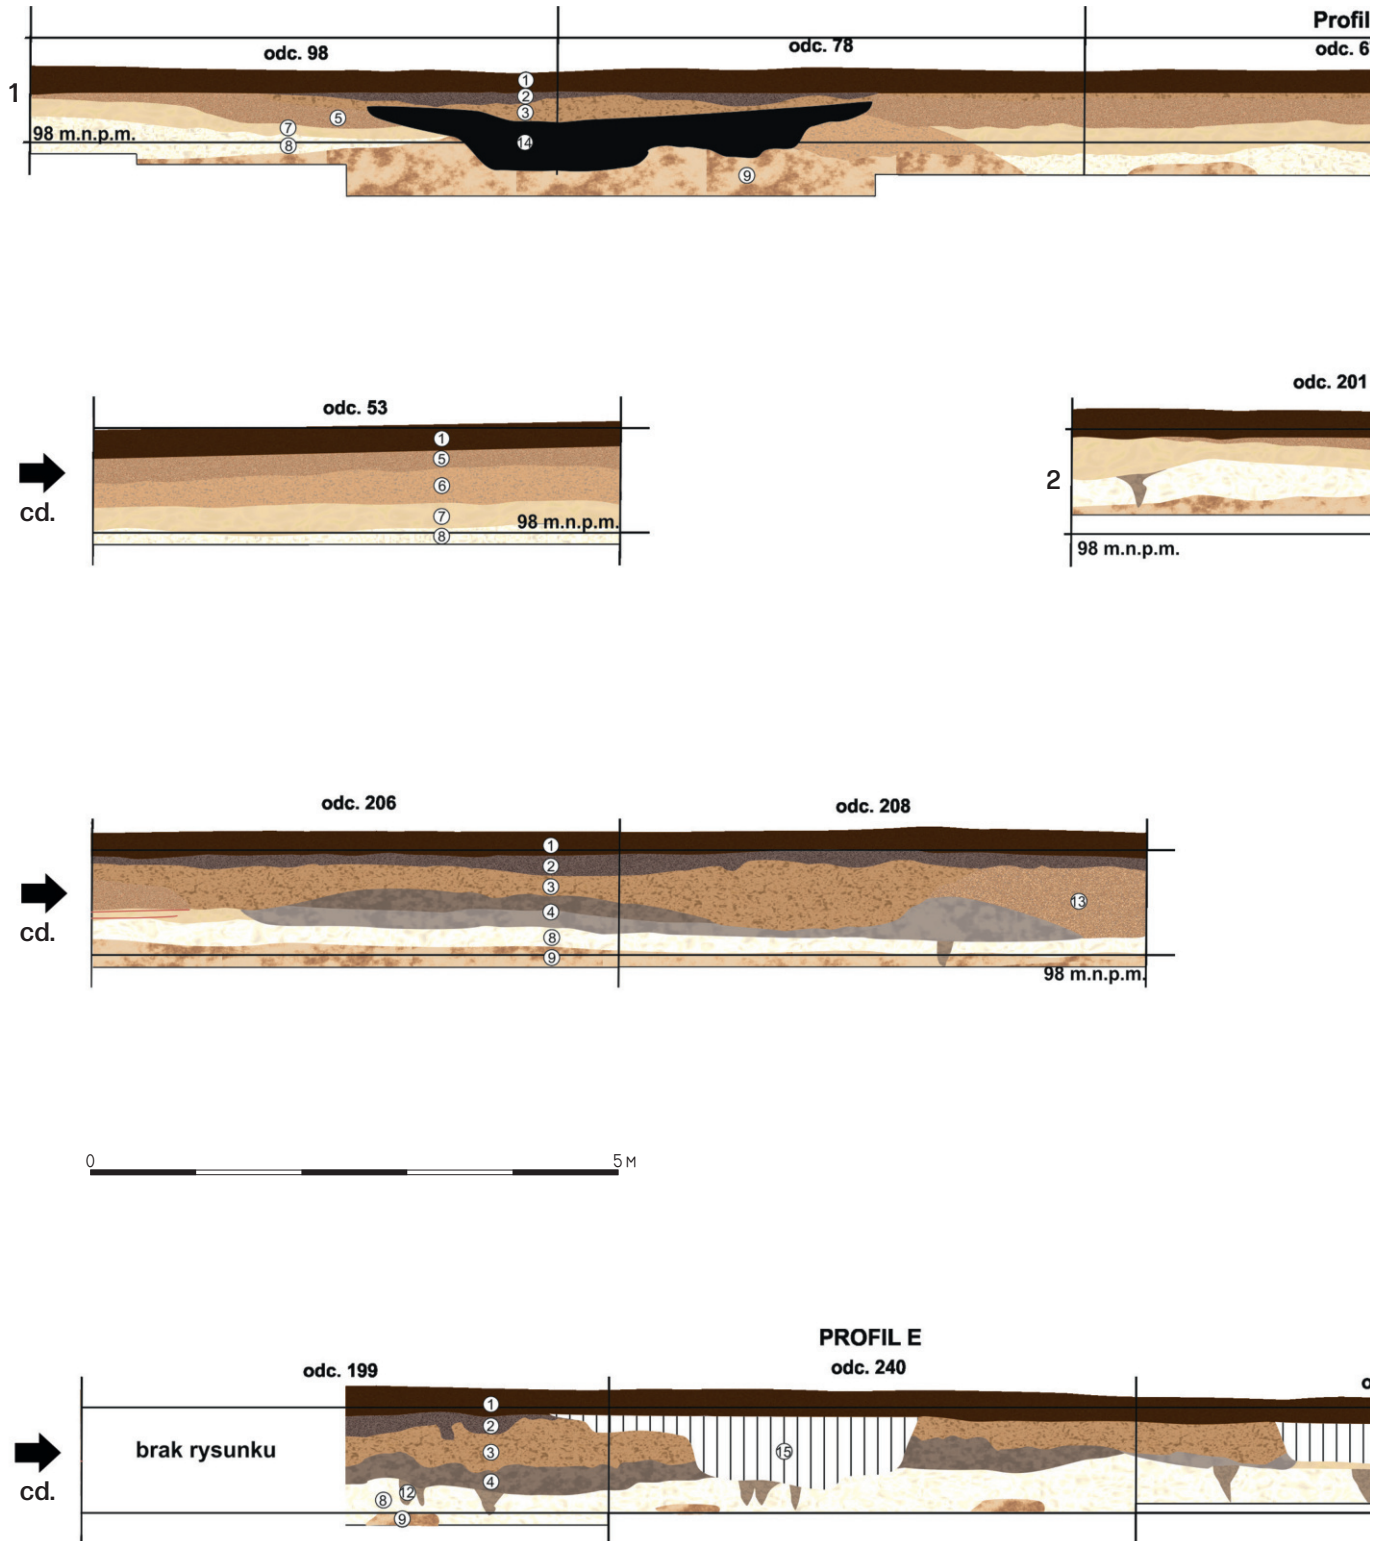 Profil
odc. 98
odc. 78
odc. 6
1
1
2
3
5
7
98 m.n.p.m.
8
14
9
odc. 201
odc. 53
1
5
6
2
7
98 m.n.p.m.
cd.
8
98 m.n.p.m.
odc. 206
odc. 208
1
2
3
13
4
cd.
8
9
98 m.n.p.m.
0
5 M
PROFIL E
odc. 199
odc. 240
o
1
2
brak rysunku
3
15
4
cd.
12
8
9